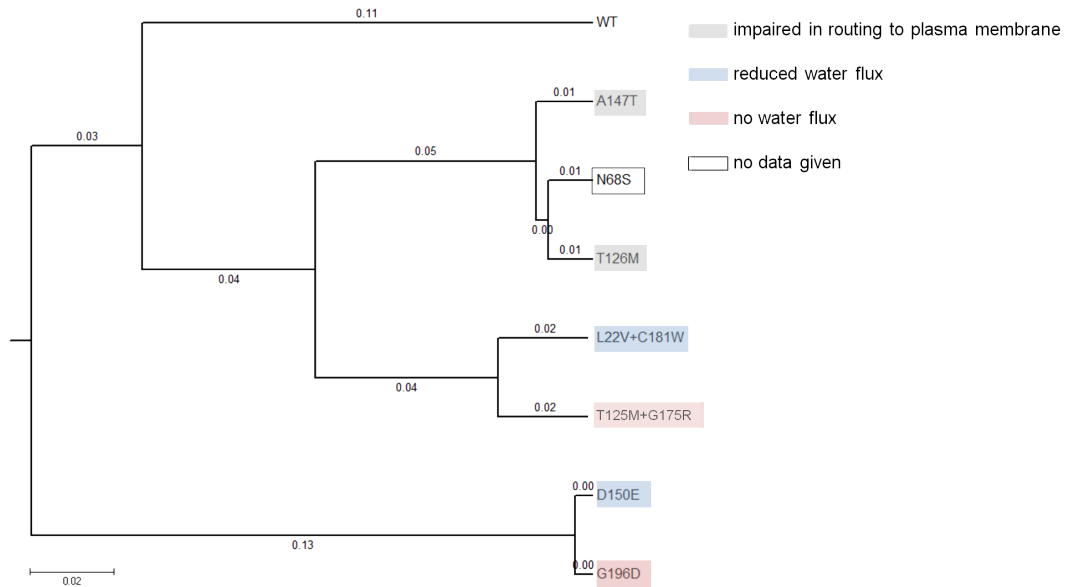 0.11
WT
impaired in routing to plasma membrane
reduced water flux
0.01
A147T
no water flux
0.03
0.05
no data given
0.01
N68S
0.00
0.01
T126M
0.04
0.02
L22V+C181W
0.04
0.02
T125M+G175R
0.00
D150E
0.13
0.00
G196D
0.02